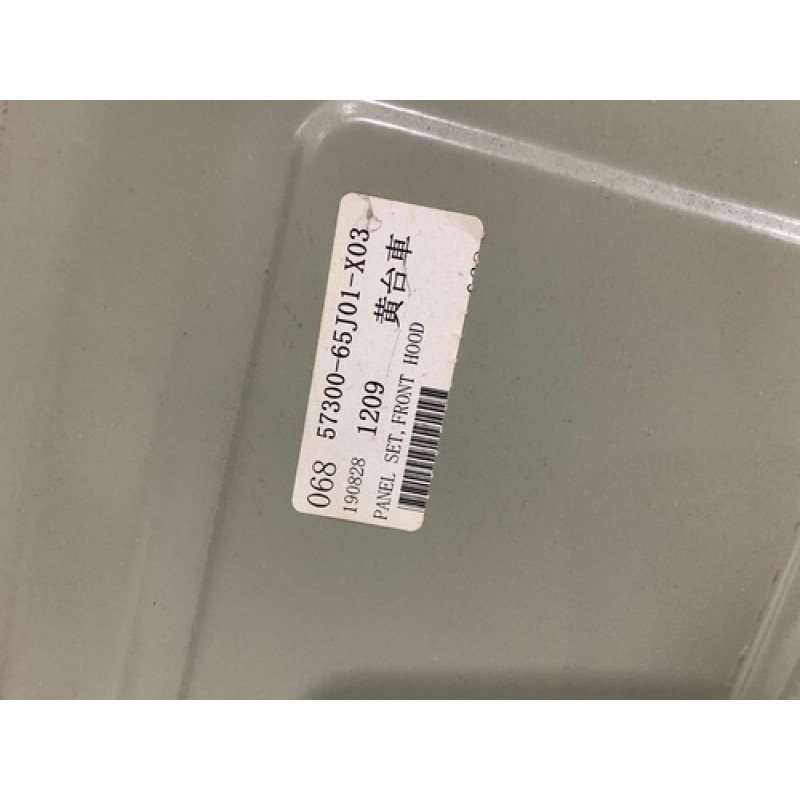 068 57300-65J01-X03
190828 1209 黄台車
PANEL SET, FRONT HOOD